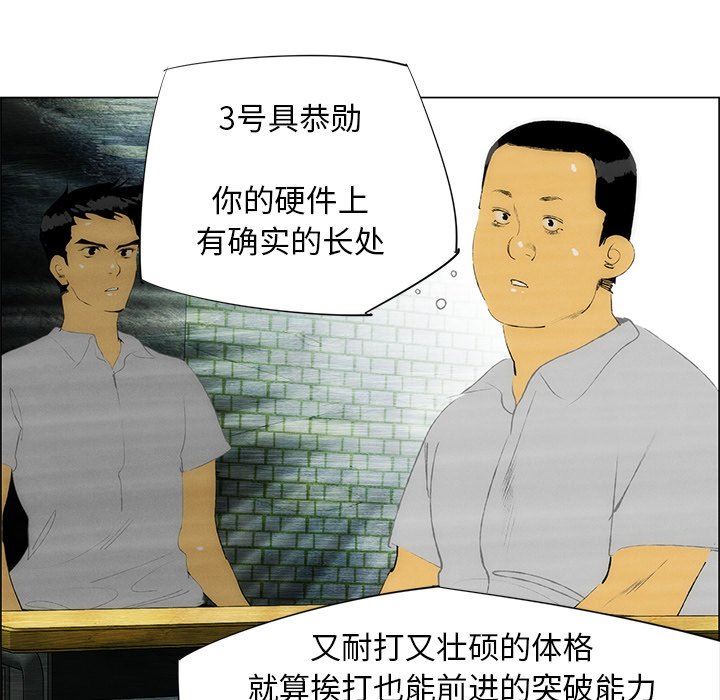 3号具恭勋
你的硬件上
有确实的长处
又耐打又壮硕的体格
就算挨打也能前进的突破能力